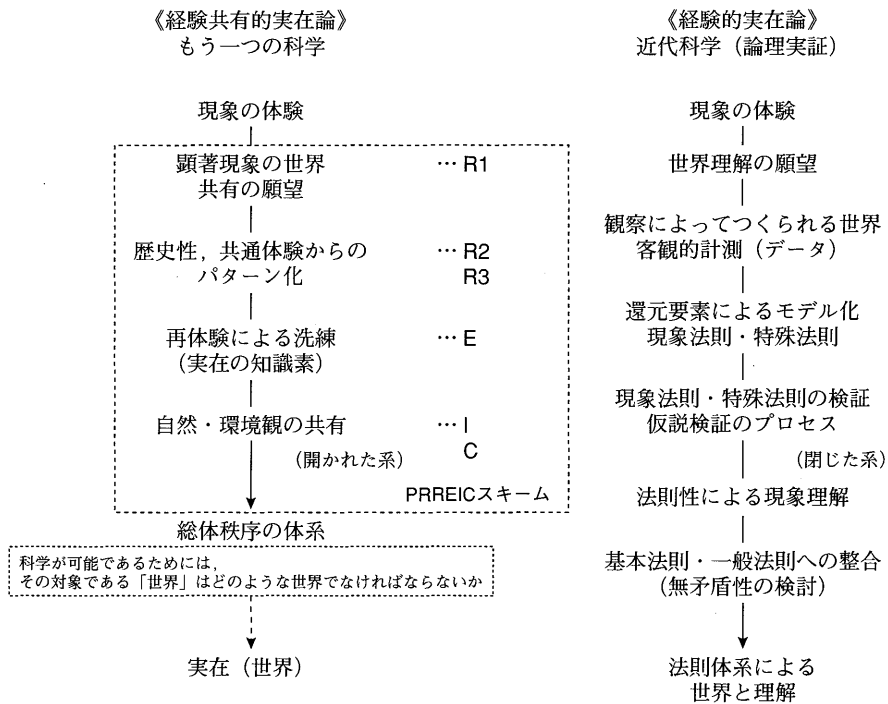 《経験共有的実在論》
もう一つの科学
現象の体験
顕著現象の世界 … R1
共有の願望
歴史性，共通体験からの … R2
パターン化 R3
再体験による洗練 … E
（実在の知識素）
自然・環境観の共有 … I
C
（開かれた系）
PRREICスキーム
総体秩序の体系
科学が可能であるためには，
その対象である「世界」はどのような世界でなければならないか
実在（世界）
《経験的実在論》
近代科学（論理実証）
現象の体験
世界理解の願望
観察によってつくられる世界
客観的計測（データ）
還元要素によるモデル化
現象法則・特殊法則
現象法則・特殊法則の検証
仮説検証のプロセス
（閉じた系）
法則性による現象理解
基本法則・一般法則への整合
（無矛盾性の検討）
法則体系による
世界と理解